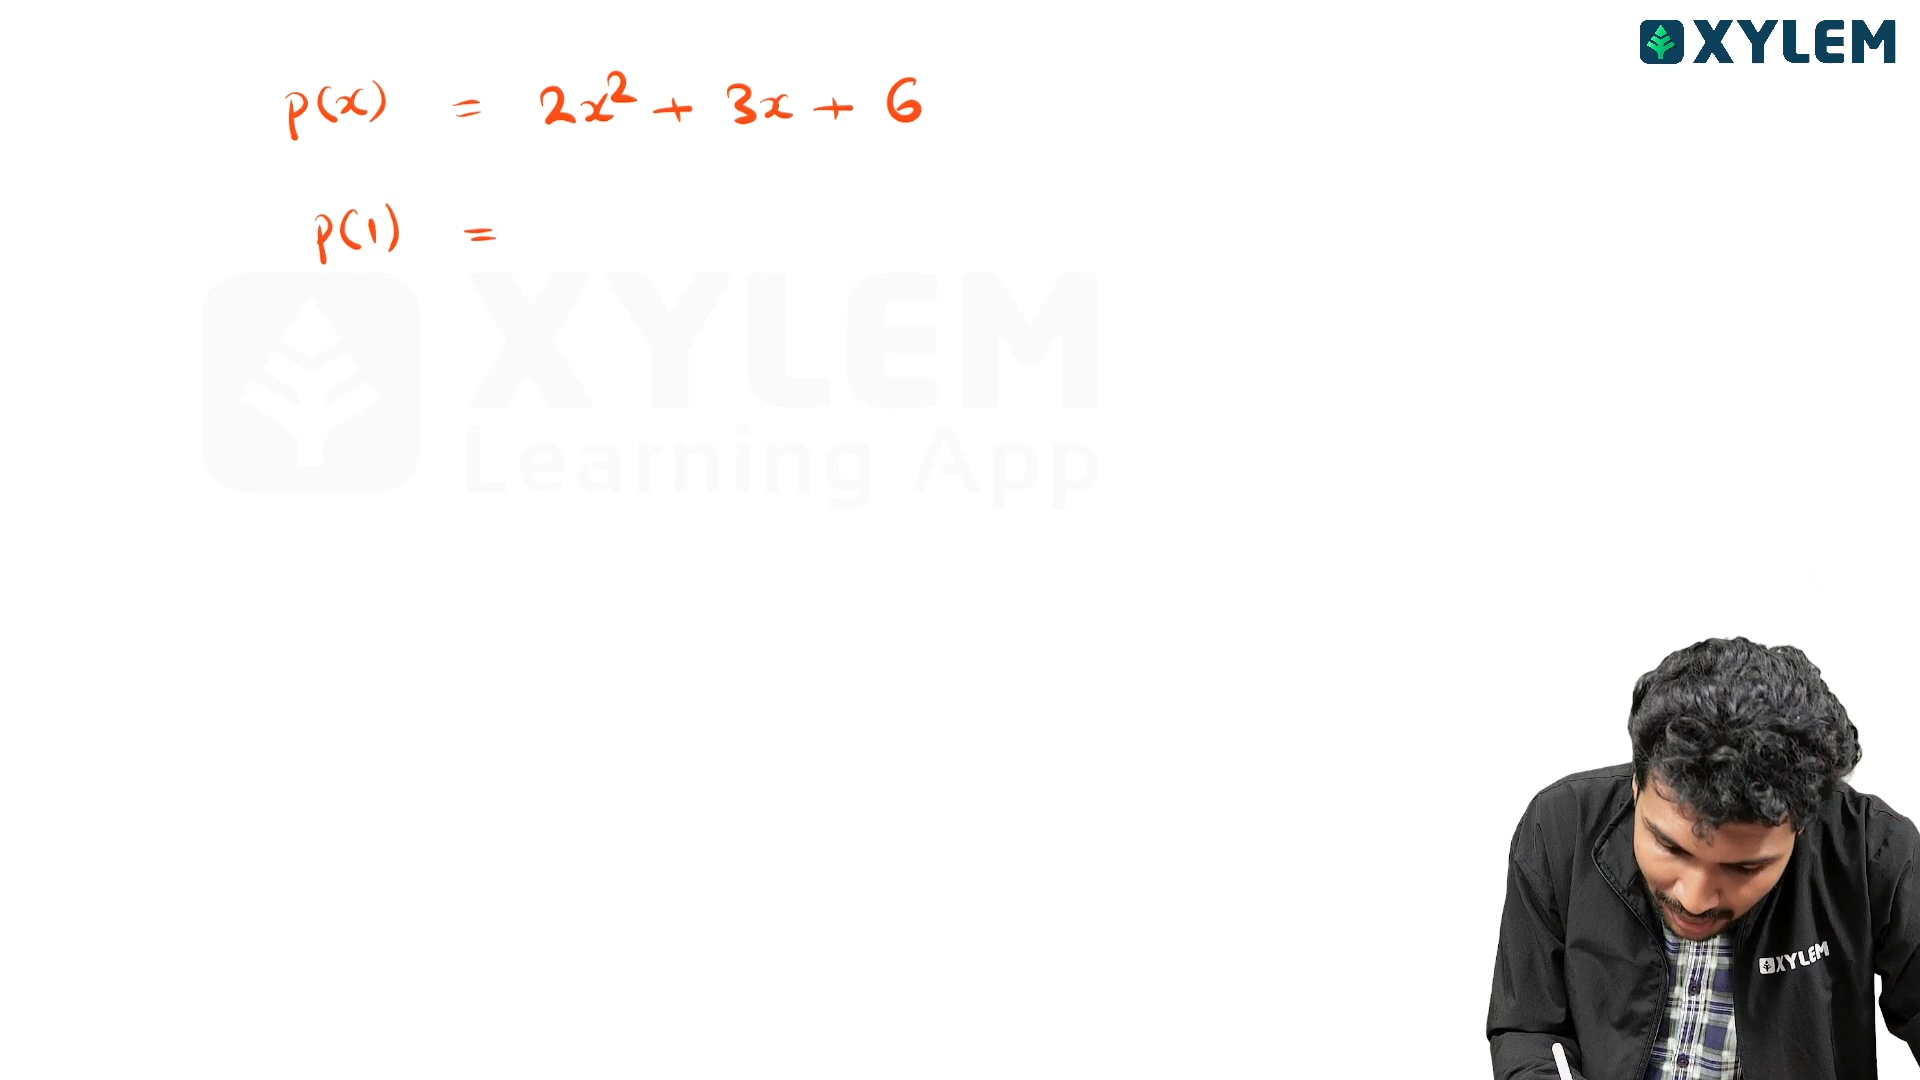 XYLEM
p(x) = 2x² + 3x + 6
p(1) =
XYLEM
Learning App
XYLEM